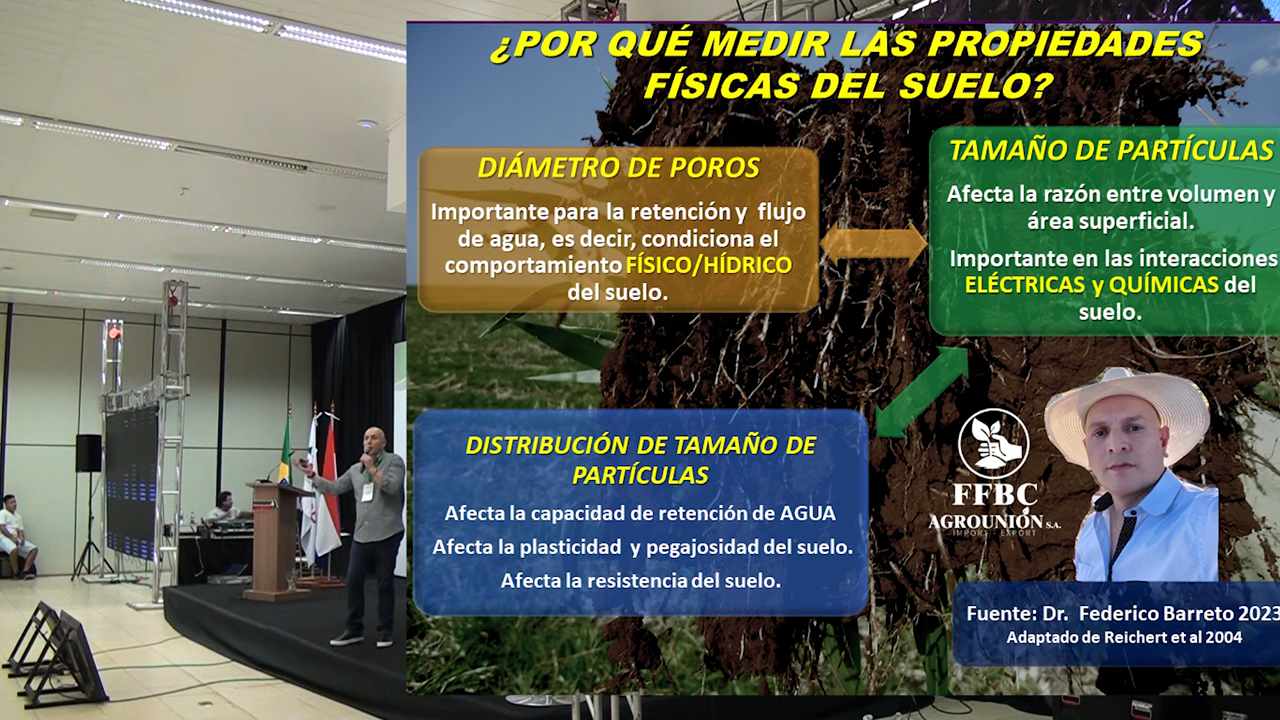 ¿POR QUÉ MEDIR LAS PROPIEDADES
FÍSICAS DEL SUELO?
DIÁMETRO DE POROS
Importante para la retención y flujo
de agua, es decir, condiciona el
comportamiento FÍSICO/HÍDRICO
del suelo.
TAMAÑO DE PARTÍCULAS
Afecta la razón entre volumen y
área superficial.
Importante en las interacciones
ELÉCTRICAS y QUÍMICAS del
suelo.
DISTRIBUCIÓN DE TAMAÑO DE
PARTÍCULAS
Afecta la capacidad de retención de AGUA
Afecta la plasticidad y pegajosidad del suelo.
Afecta la resistencia del suelo.
FFBC
AGROUNIÓN S.A.
IMPORT - EXPORT
Fuente: Dr. Federico Barreto 2023
Adaptado de Reichert et al 2004